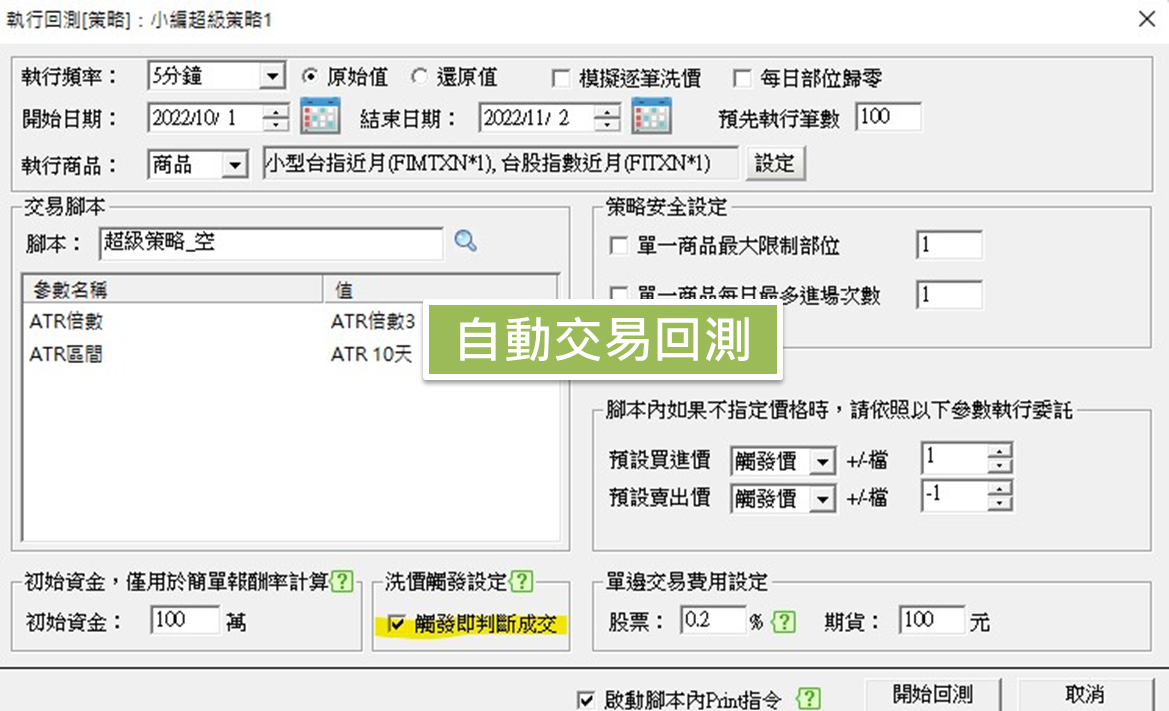 執行回測[策略]：小編超級策略1
執行頻率： 5分鐘 原始值 還原值 模擬逐筆洗價 每日部位歸零
開始日期： 2022/10/ 1 結束日期： 2022/11/ 2 預先執行筆數 100
執行商品： 商品 小型台指近月(FIMTXN*1), 台股指數近月(FITXN*1) 設定
交易腳本
腳本： 超級策略_空
參數名稱 值
ATR倍數 ATR倍數3
ATR區間 ATR 10天
策略安全設定
單一商品最大限制部位 1
單一商品每日最多進場次數 1
自動交易回測
腳本內如果不指定價格時，請依照以下參數執行委託
預設買進價 觸發價 +/-檔 1
預設賣出價 觸發價 +/-檔 -1
初始資金，僅用於簡單報酬率計算?
初始資金： 100 萬
洗價觸發設定?
觸發即判斷成交
單邊交易費用設定
股票： 0.2 % ? 期貨： 100 元
啟動腳本內Print指令 ? 開始回測 取消